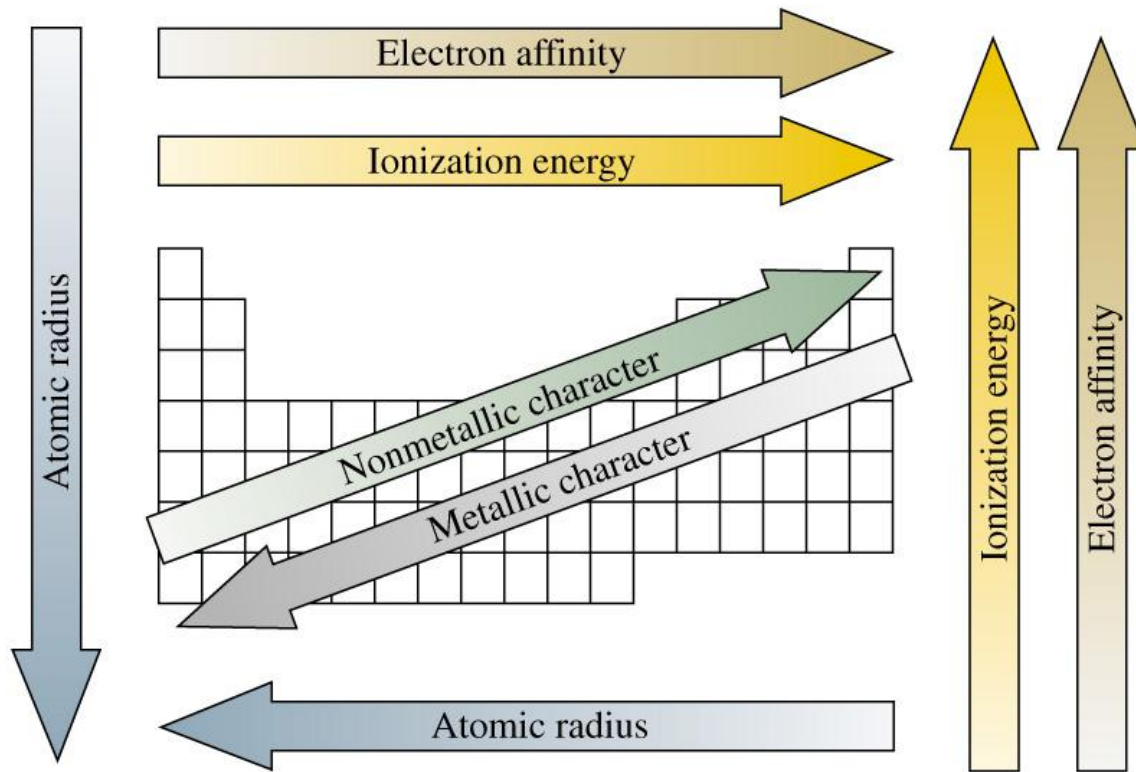 Electron affinity
Ionization energy
Atomic radius
Nonmetallic character
Metallic character
Ionization energy
Electron affinity
Atomic radius